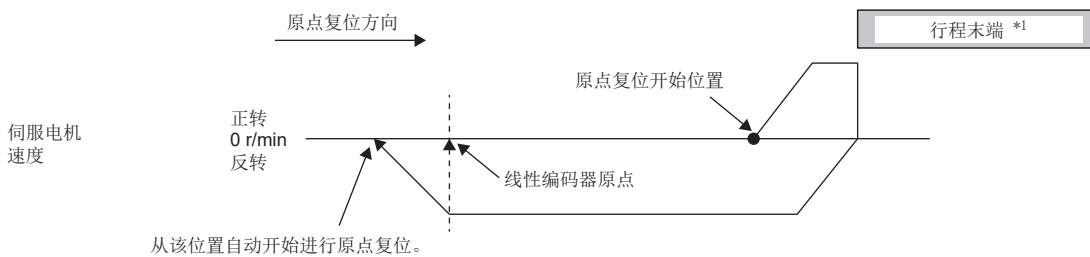 原点复位方向
行程末端 *1
原点复位开始位置
伺服电机
速度
正转
0 r/min
反转
线性编码器原点
从该位置自动开始进行原点复位。